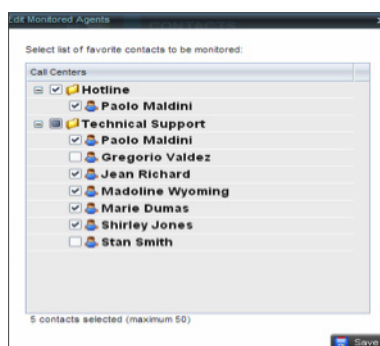 Edit Monitored Agents
CONTACTS
Select list of favorite contacts to be monitored:
Call Centers
Hotline
Paolo Maldini
Technical Support
Paolo Maldini
Gregorio Valdez
Jean Richard
Madoline Wyoming
Marie Dumas
Shirley Jones
Stan Smith
5 contacts selected (maximum 50)
Save